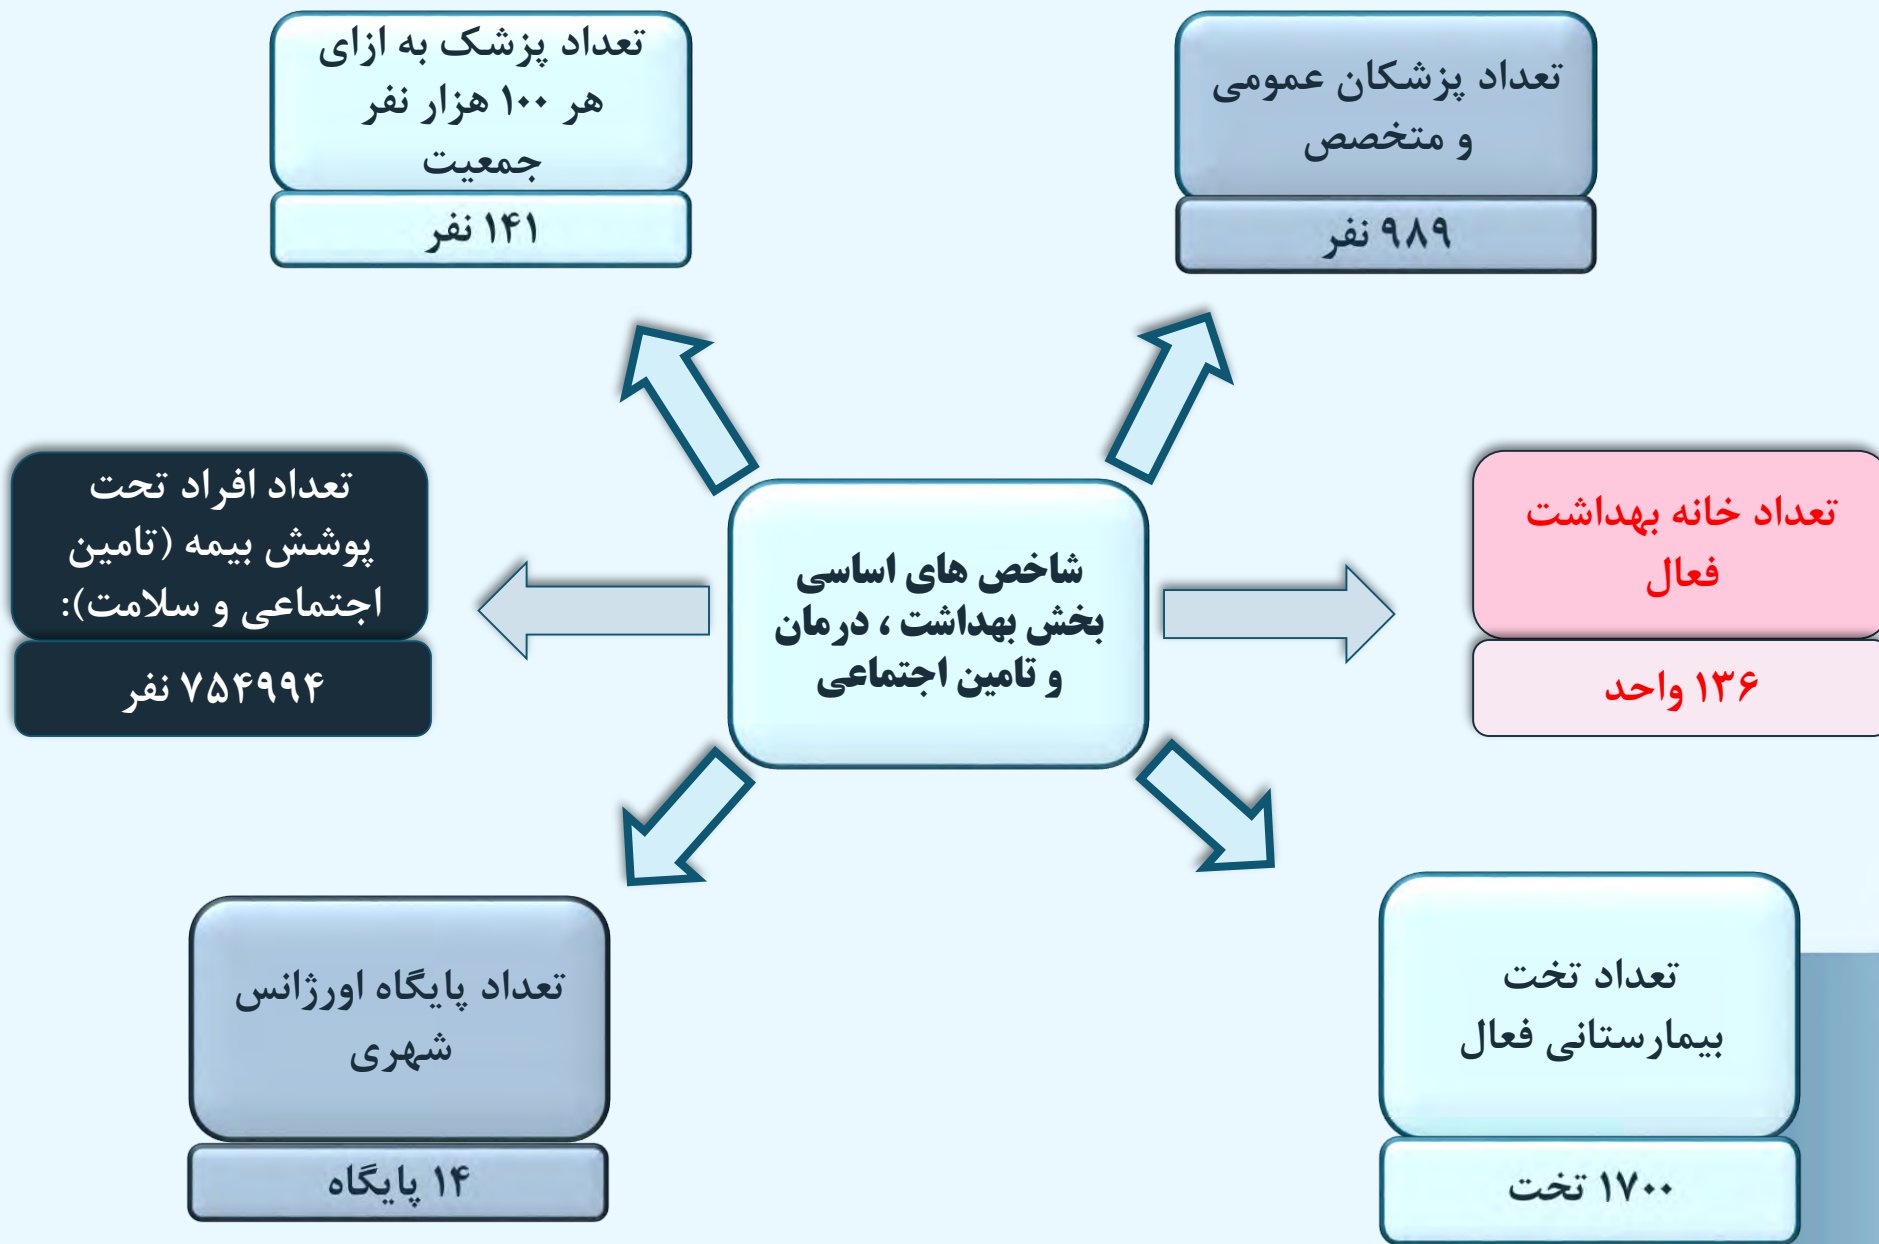 تعداد پزشکان عمومی
و متخصص
۹۸۹ نفر
تعداد پزشک به ازای
هر ۱۰۰ هزار نفر
جمعیت
۱۴۱ نفر
تعداد خانه بهداشت
فعال
۱۳۶ واحد
شاخص های اساسی
بخش بهداشت ، درمان
و تامین اجتماعی
تعداد افراد تحت
پوشش بیمه (تامین
اجتماعی و سلامت):
۷۵۴۹۹۴ نفر
تعداد تخت
بیمارستانی فعال
۱۷۰۰ تخت
تعداد پایگاه اورژانس
شهری
۱۴ پایگاه